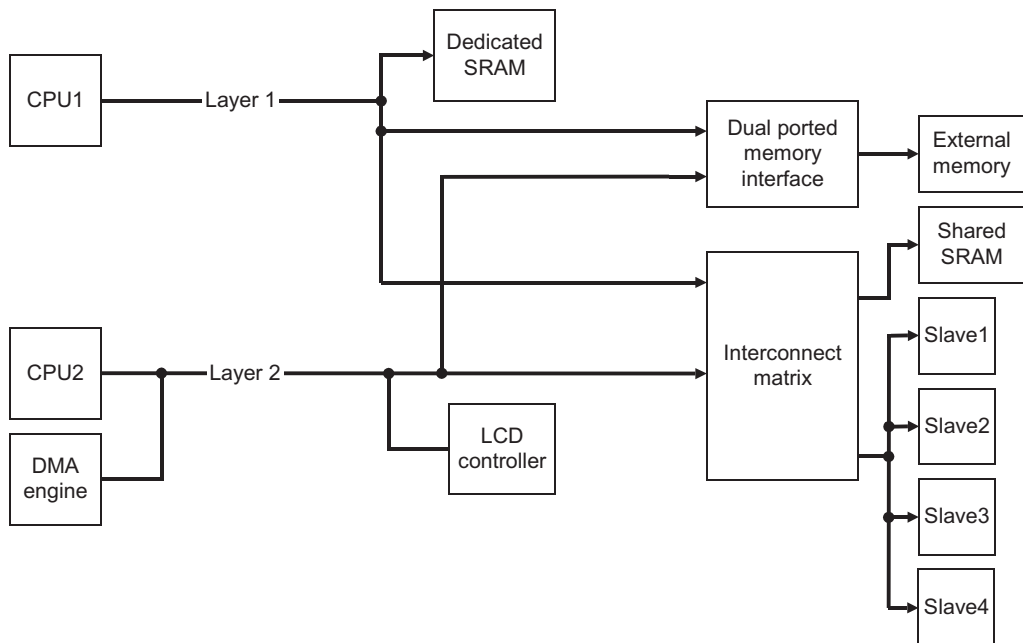 Dedicated
SRAM
CPU1
Layer 1
Dual ported
memory
interface
External
memory
Shared
SRAM
Slave1
CPU2
Layer 2
Interconnect
matrix
Slave2
LCD
controller
DMA
engine
Slave3
Slave4